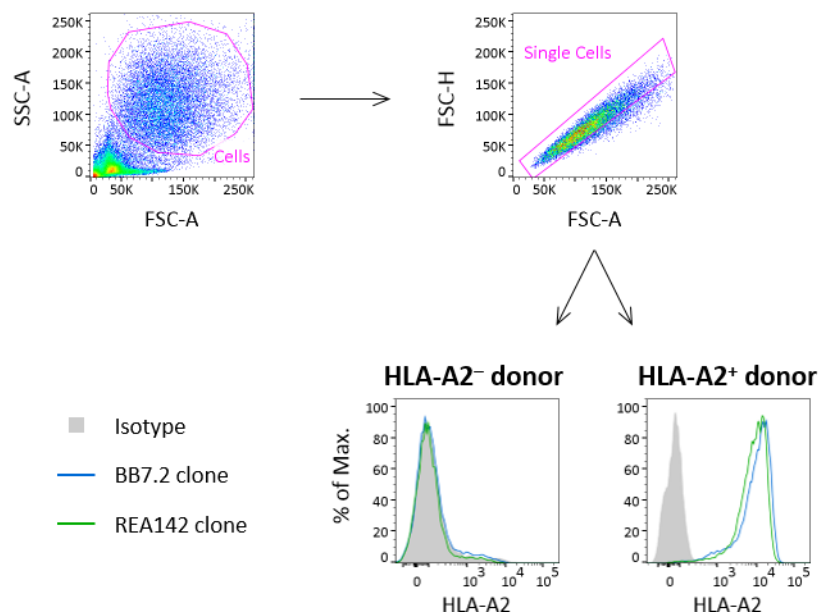 250K
200K
150K
100K
50K
0
SSC-A
Cells
0 50K 150K 250K
FSC-A
250K
200K
150K
100K
50K
0
FSC-H
Single Cells
0 50K 150K 250K
FSC-A
Isotype
BB7.2 clone
REA142 clone
HLA-A2⁻ donor
100
80
60
40
20
0
% of Max.
0 10³ 10⁴ 10⁵
HLA-A2
HLA-A2⁺ donor
100
80
60
40
20
0
0 10³ 10⁴ 10⁵
HLA-A2